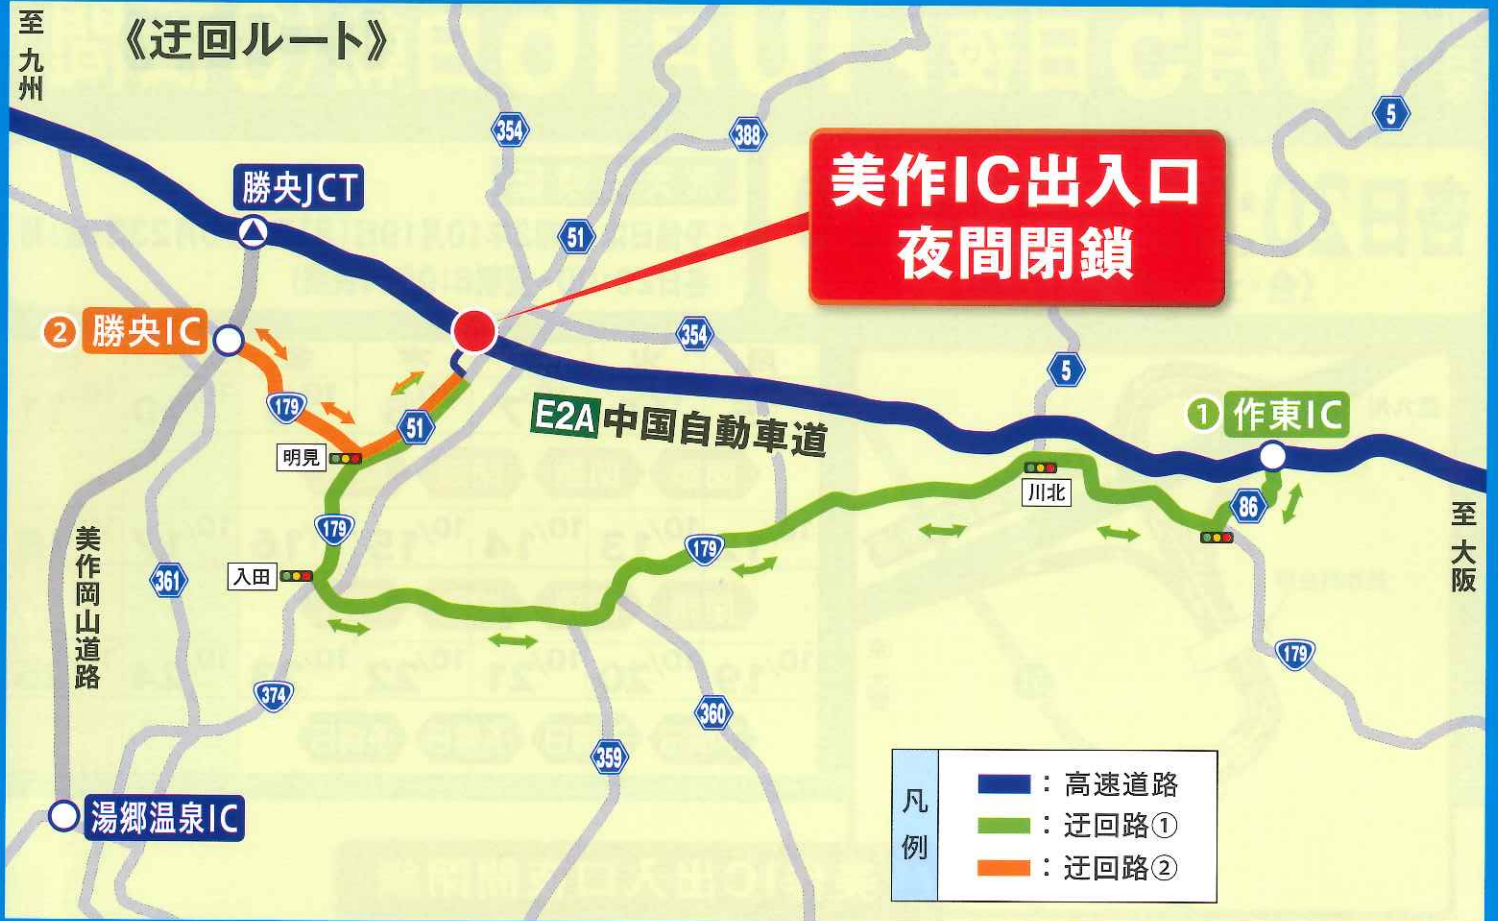 至九州
《迂回ルート》
354
388
5
勝央JCT
51
美作IC出入口
夜間閉鎖
② 勝央IC
354
5
179
51
E2A 中国自動車道
① 作東IC
明見
川北
86
至大阪
179
179
入田
361
美作岡山道路
374
360
179
359
湯郷温泉IC
凡例
：高速道路
：迂回路①
：迂回路②